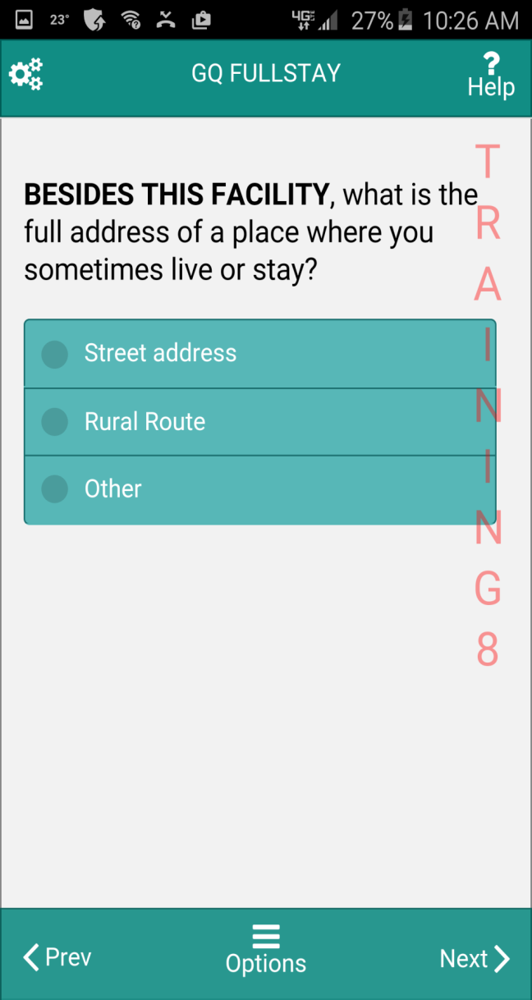 23°
4G
27%
10:26 AM
GQ FULLSTAY
?
Help
BESIDES THIS FACILITY, what is the
full address of a place where you
sometimes live or stay?
Street address
Rural Route
Other
T
R
A
I
N
I
N
G
8
Prev
Options
Next